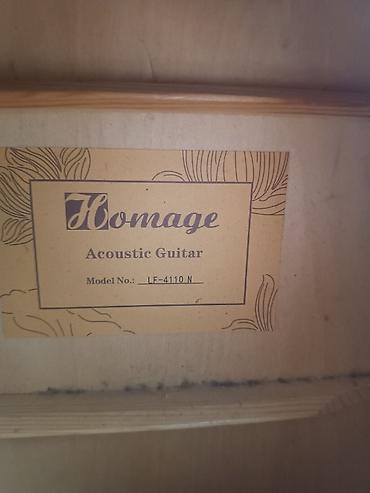 Homage
Acoustic Guitar
Model No.: LF-4110 N